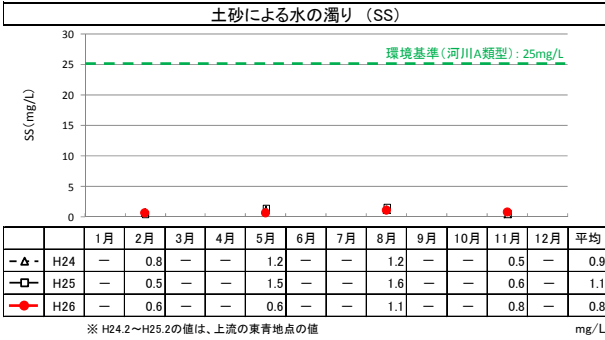 土砂による水の濁り （SS）
環境基準（河川A類型）: 25mg/L
SS(mg/L)
30
25
20
15
10
5
0
1月 2月 3月 4月 5月 6月 7月 8月 9月 10月 11月 12月 平均
H24 － 0.8 － － 1.2 － － 1.2 － － 0.5 － 0.9
H25 － 0.5 － － 1.5 － － 1.6 － － 0.6 － 1.1
H26 － 0.6 － － 0.6 － － 1.1 － － 0.8 － 0.8
※ H24.2～H25.2の値は、上流の東青地点の値 mg/L